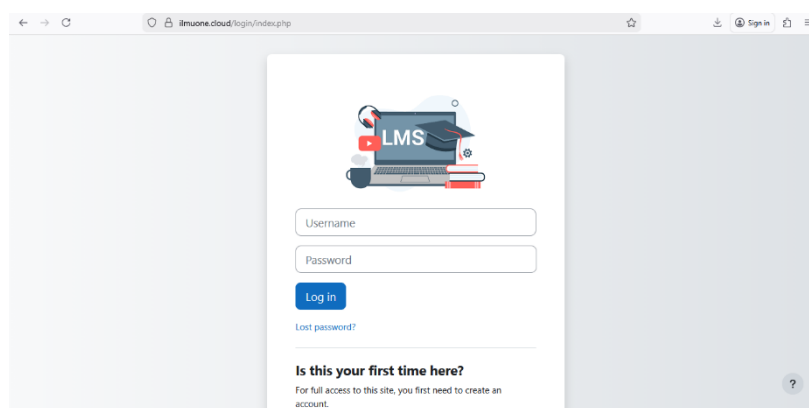 ilmuone.cloud/login/index.php
Sign in
LMS
Username
Password
Log in
Lost password?
Is this your first time here?
For full access to this site, you first need to create an
account.
?